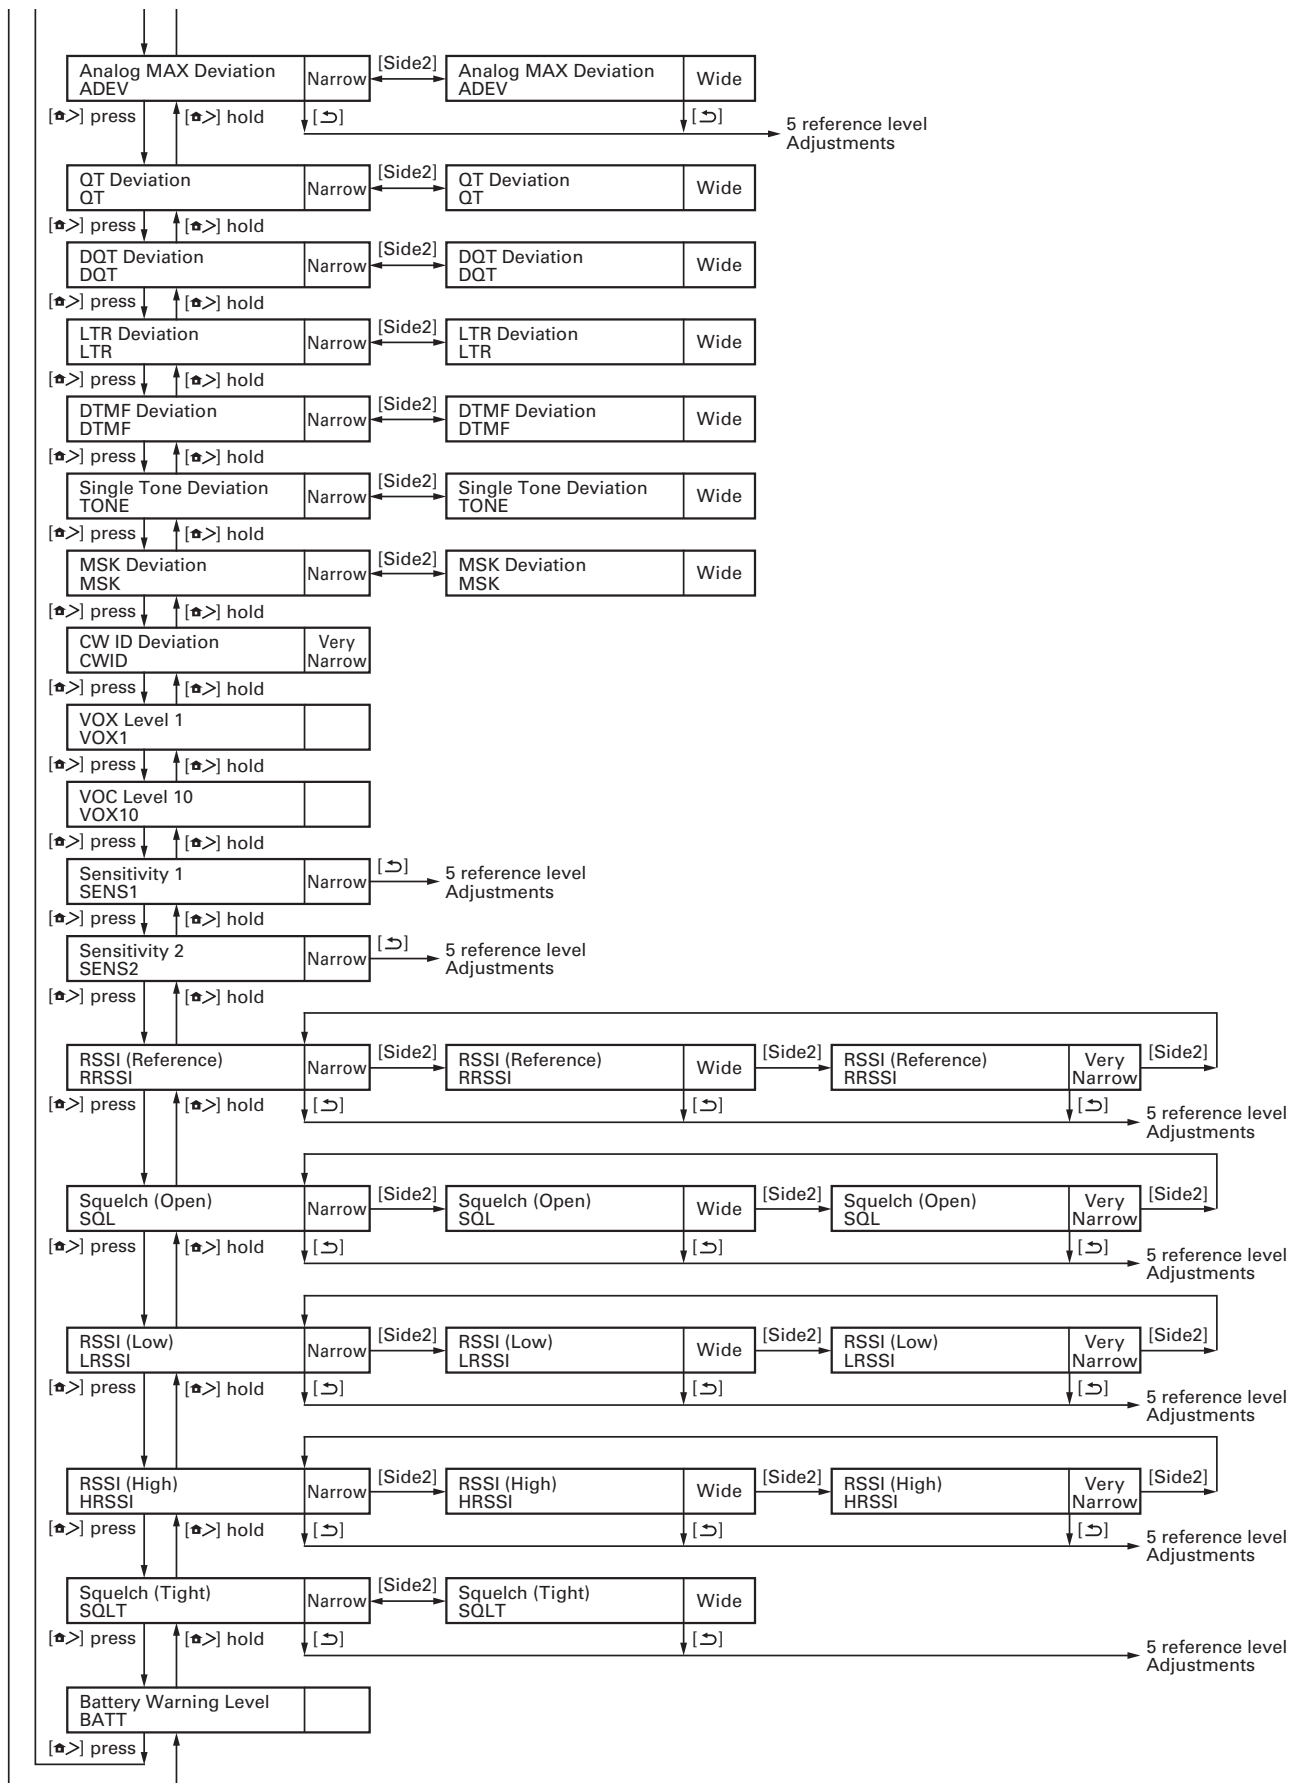 Analog MAX Deviation
ADEV
Narrow
[Side2]
Analog MAX Deviation
ADEV
Wide
[>] press
[>] hold
[⮌]
[⮌]
5 reference level
Adjustments
QT Deviation
QT
Narrow
[Side2]
QT Deviation
QT
Wide
[>] press
[>] hold
DQT Deviation
DQT
Narrow
[Side2]
DQT Deviation
DQT
Wide
[>] press
[>] hold
LTR Deviation
LTR
Narrow
[Side2]
LTR Deviation
LTR
Wide
[>] press
[>] hold
DTMF Deviation
DTMF
Narrow
[Side2]
DTMF Deviation
DTMF
Wide
[>] press
[>] hold
Single Tone Deviation
TONE
Narrow
[Side2]
Single Tone Deviation
TONE
Wide
[>] press
[>] hold
MSK Deviation
MSK
Narrow
[Side2]
MSK Deviation
MSK
Wide
[>] press
[>] hold
CW ID Deviation
CWID
Very
Narrow
[>] press
[>] hold
VOX Level 1
VOX1
[>] press
[>] hold
VOC Level 10
VOX10
[>] press
[>] hold
Sensitivity 1
SENS1
Narrow
[⮌]
5 reference level
Adjustments
[>] press
[>] hold
Sensitivity 2
SENS2
Narrow
[⮌]
5 reference level
Adjustments
[>] press
[>] hold
RSSI (Reference)
RRSSI
Narrow
[Side2]
RSSI (Reference)
RRSSI
Wide
[Side2]
RSSI (Reference)
RRSSI
Very
Narrow
[Side2]
[>] press
[>] hold
[⮌]
[⮌]
[⮌]
5 reference level
Adjustments
Squelch (Open)
SQL
Narrow
[Side2]
Squelch (Open)
SQL
Wide
[Side2]
Squelch (Open)
SQL
Very
Narrow
[Side2]
[>] press
[>] hold
[⮌]
[⮌]
[⮌]
5 reference level
Adjustments
RSSI (Low)
LRSSI
Narrow
[Side2]
RSSI (Low)
LRSSI
Wide
[Side2]
RSSI (Low)
LRSSI
Very
Narrow
[Side2]
[>] press
[>] hold
[⮌]
[⮌]
[⮌]
5 reference level
Adjustments
RSSI (High)
HRSSI
Narrow
[Side2]
RSSI (High)
HRSSI
Wide
[Side2]
RSSI (High)
HRSSI
Very
Narrow
[Side2]
[>] press
[>] hold
[⮌]
[⮌]
[⮌]
5 reference level
Adjustments
Squelch (Tight)
SQLT
Narrow
[Side2]
Squelch (Tight)
SQLT
Wide
[>] press
[>] hold
[⮌]
[⮌]
5 reference level
Adjustments
Battery Warning Level
BATT
[>] press